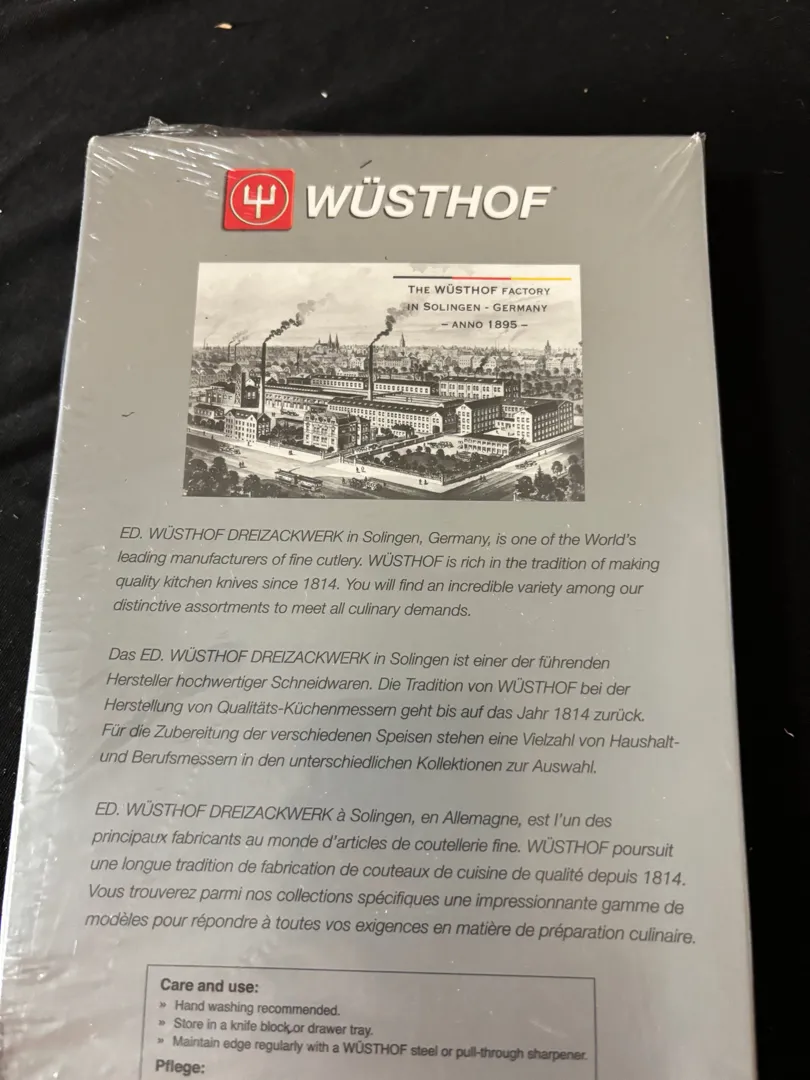 WÜSTHOF
THE WÜSTHOF FACTORY
IN SOLINGEN - GERMANY
– ANNO 1895 –
ED. WÜSTHOF DREIZACKWERK in Solingen, Germany, is one of the World's
leading manufacturers of fine cutlery. WÜSTHOF is rich in the tradition of making
quality kitchen knives since 1814. You will find an incredible variety among our
distinctive assortments to meet all culinary demands.
Das ED. WÜSTHOF DREIZACKWERK in Solingen ist einer der führenden
Hersteller hochwertiger Schneidwaren. Die Tradition von WÜSTHOF bei der
Herstellung von Qualitäts-Küchenmessern geht bis auf das Jahr 1814 zurück.
Für die Zubereitung der verschiedenen Speisen stehen eine Vielzahl von Haushalt-
und Berufsmessern in den unterschiedlichen Kollektionen zur Auswahl.
ED. WÜSTHOF DREIZACKWERK à Solingen, en Allemagne, est l'un des
principaux fabricants au monde d'articles de coutellerie fine. WÜSTHOF poursuit
une longue tradition de fabrication de couteaux de cuisine de qualité depuis 1814.
Vous trouverez parmi nos collections spécifiques une impressionnante gamme de
modèles pour répondre à toutes vos exigences en matière de préparation culinaire.
Care and use:
» Hand washing recommended.
» Store in a knife block or drawer tray.
» Maintain edge regularly with a WÜSTHOF steel or pull-through sharpener.
Pflege: